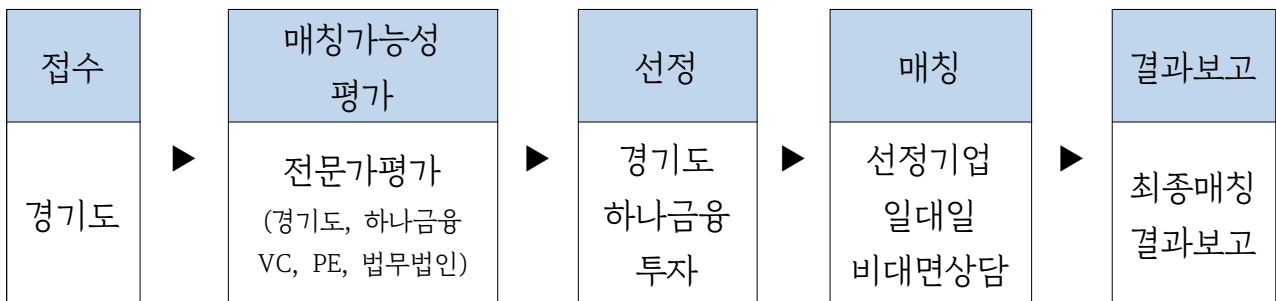 접수
경기도
▶
매칭가능성
평가
전문가평가
(경기도, 하나금융
VC, PE, 법무법인)
▶
선정
경기도
하나금융
투자
▶
매칭
선정기업
일대일
비대면상담
▶
결과보고
최종매칭
결과보고